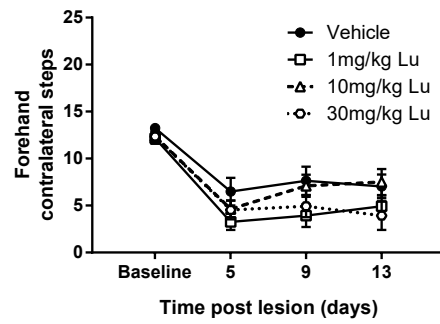 25
20
15
10
5
0
Forehand
contralateral steps
Vehicle
1mg/kg Lu
10mg/kg Lu
30mg/kg Lu
Baseline 5 9 13
Time post lesion (days)